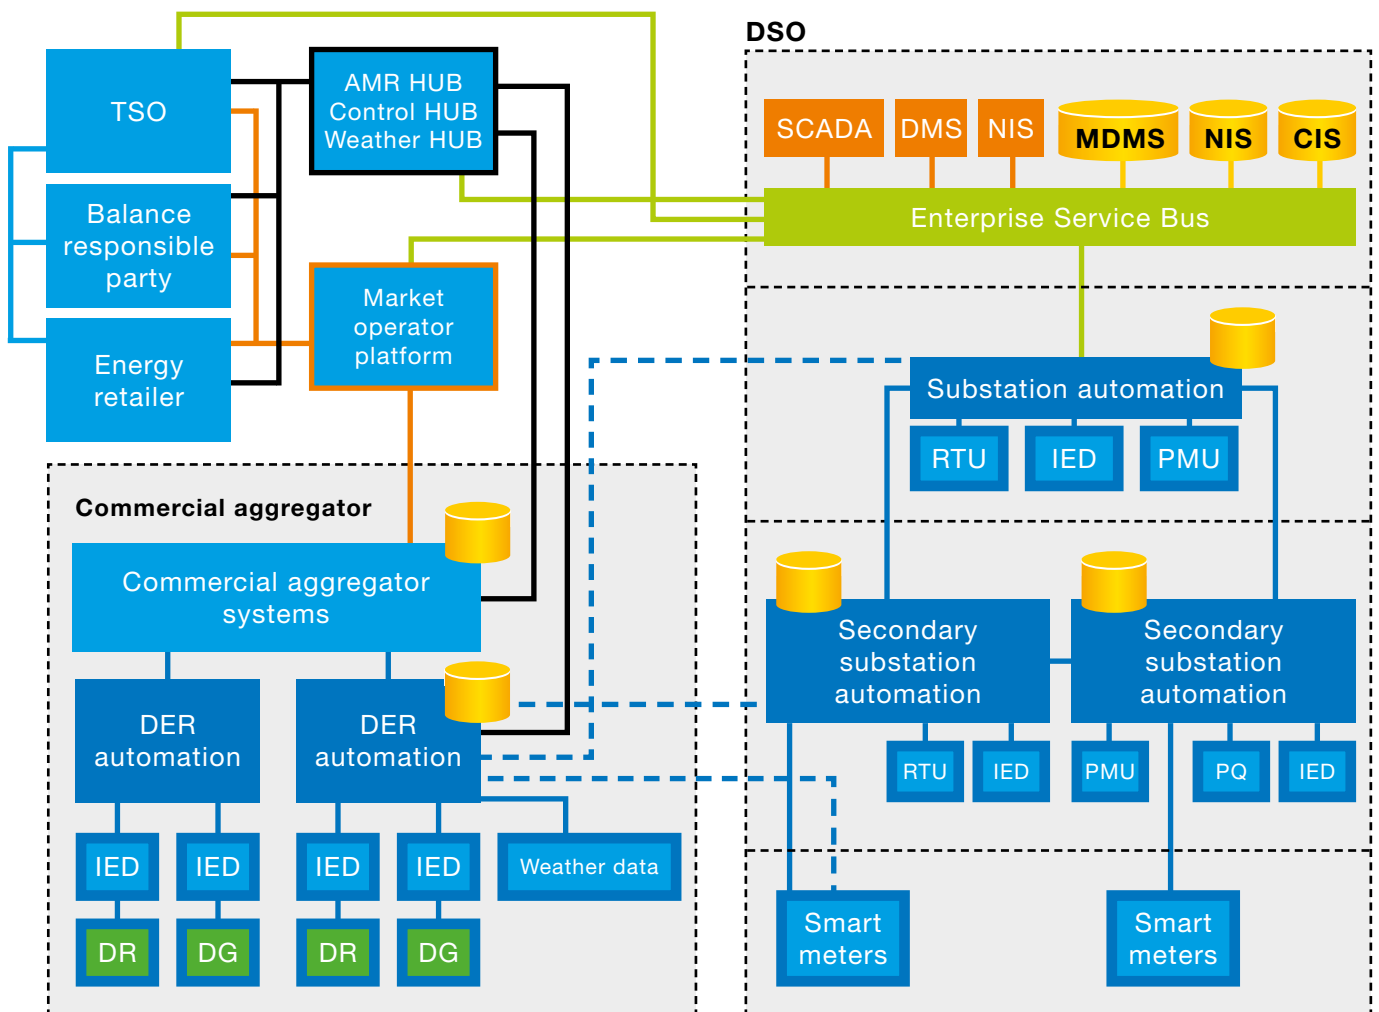 DSO
TSO
AMR HUB
Control HUB
Weather HUB
SCADA
DMS
NIS
MDMS
NIS
CIS
Balance
responsible
party
Enterprise Service Bus
Market
operator
platform
Energy
retailer
Substation automation
RTU
IED
PMU
Commercial aggregator
Commercial aggregator
systems
Secondary
substation
automation
Secondary
substation
automation
DER
automation
DER
automation
RTU
IED
PMU
PQ
IED
IED
IED
IED
IED
Weather data
DR
DG
DR
DG
Smart
meters
Smart
meters